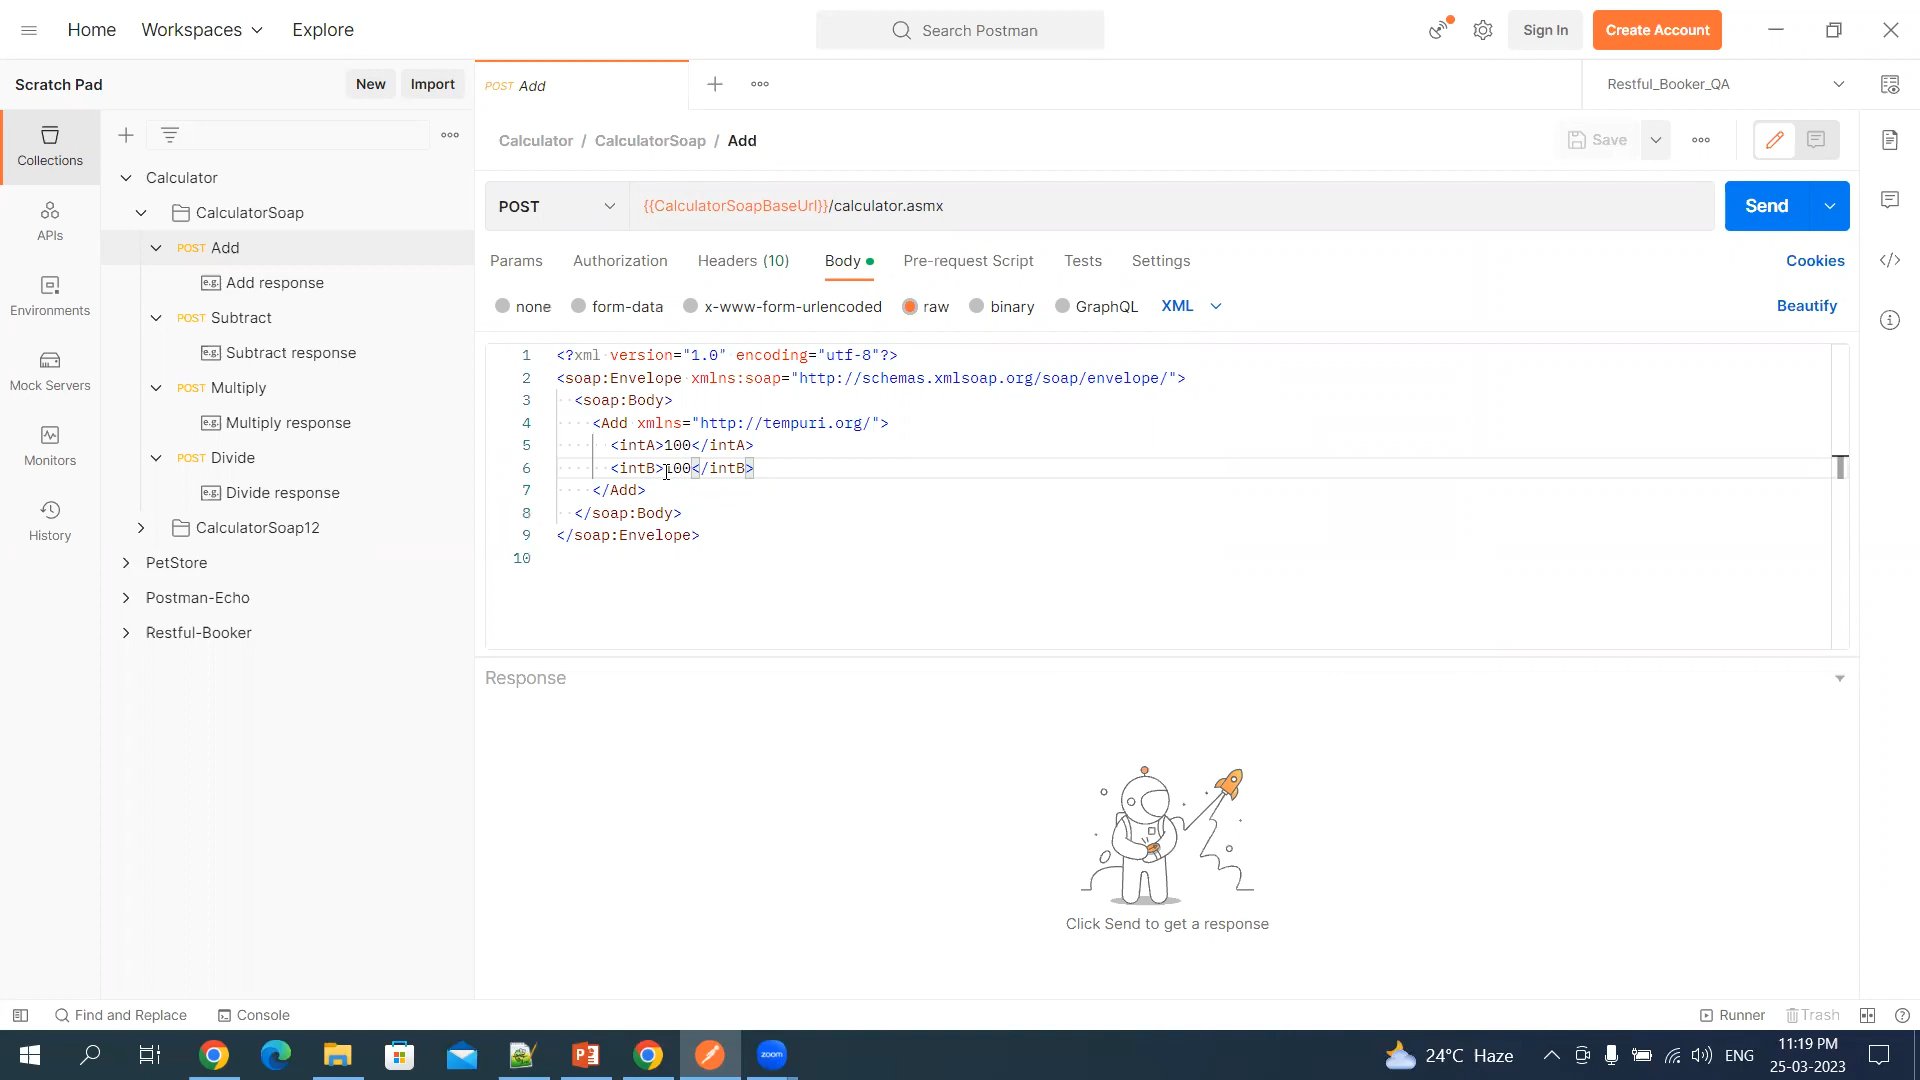 Home
Workspaces
Explore
Search Postman
Sign In
Create Account
Scratch Pad
New
Import
POST Add
Restful_Booker_QA
Collections
APIs
Environments
Mock Servers
Monitors
History
Calculator
CalculatorSoap
POST Add
e.g. Add response
POST Subtract
e.g. Subtract response
POST Multiply
e.g. Multiply response
POST Divide
e.g. Divide response
CalculatorSoap12
PetStore
Postman-Echo
Restful-Booker
Calculator / CalculatorSoap / Add
Save
POST
{{CalculatorSoapBaseUrl}}/calculator.asmx
Send
Params
Authorization
Headers (10)
Body
Pre-request Script
Tests
Settings
Cookies
none
form-data
x-www-form-urlencoded
raw
binary
GraphQL
XML
Beautify
1 <?xml version="1.0" encoding="utf-8"?>
2 <soap:Envelope xmlns:soap="http://schemas.xmlsoap.org/soap/envelope/">
3 <soap:Body>
4 <Add xmlns="http://tempuri.org/">
5 <intA>100</intA>
6 <intB>100</intB>
7 </Add>
8 </soap:Body>
9 </soap:Envelope>
10
Response
Click Send to get a response
Find and Replace
Console
Runner
Trash
zoom
24°C Haze
ENG
11:19 PM
25-03-2023